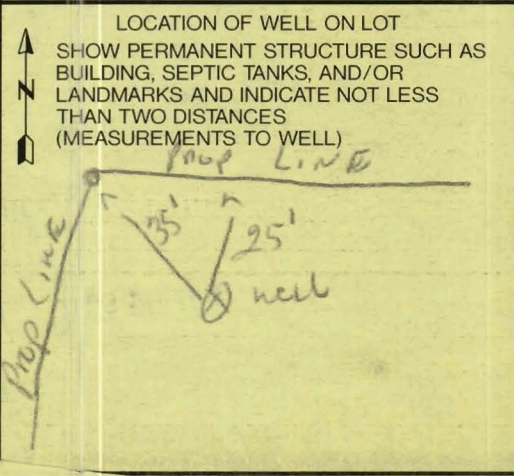 LOCATION OF WELL ON LOT
SHOW PERMANENT STRUCTURE SUCH AS
BUILDING, SEPTIC TANKS, AND/OR
LANDMARKS AND INDICATE NOT LESS
THAN TWO DISTANCES
(MEASUREMENTS TO WELL)
N
Prop LINE
35'
25'
well
Prop LINE